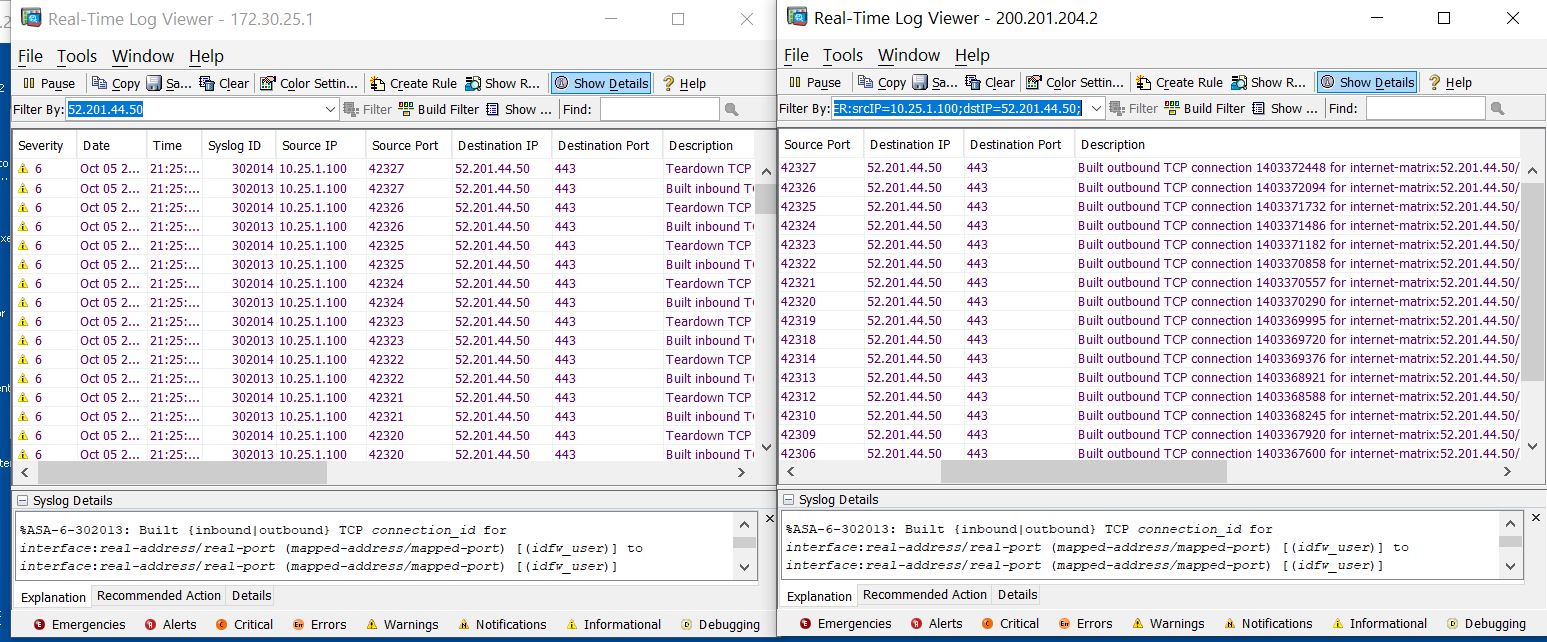 Real-Time Log Viewer - 172.30.25.1
File Tools Window Help
Pause Copy Sa... Clear Color Settin... Create Rule Show R... Show Details Help
Filter By: 52.201.44.50 Filter Build Filter Show ... Find:
Severity Date Time Syslog ID Source IP Source Port Destination IP Destination Port Description
6 Oct 05 2... 21:25:... 302014 10.25.1.100 42327 52.201.44.50 443 Teardown TCP
6 Oct 05 2... 21:25:... 302013 10.25.1.100 42327 52.201.44.50 443 Built inbound T
6 Oct 05 2... 21:25:... 302014 10.25.1.100 42326 52.201.44.50 443 Teardown TCP
6 Oct 05 2... 21:25:... 302013 10.25.1.100 42326 52.201.44.50 443 Built inbound T
6 Oct 05 2... 21:25:... 302014 10.25.1.100 42325 52.201.44.50 443 Teardown TCP
6 Oct 05 2... 21:25:... 302013 10.25.1.100 42325 52.201.44.50 443 Built inbound T
6 Oct 05 2... 21:25:... 302014 10.25.1.100 42324 52.201.44.50 443 Teardown TCP
6 Oct 05 2... 21:25:... 302013 10.25.1.100 42324 52.201.44.50 443 Built inbound T
6 Oct 05 2... 21:25:... 302014 10.25.1.100 42323 52.201.44.50 443 Teardown TCP
6 Oct 05 2... 21:25:... 302013 10.25.1.100 42323 52.201.44.50 443 Built inbound T
6 Oct 05 2... 21:25:... 302014 10.25.1.100 42322 52.201.44.50 443 Teardown TCP
6 Oct 05 2... 21:25:... 302013 10.25.1.100 42322 52.201.44.50 443 Built inbound T
6 Oct 05 2... 21:25:... 302014 10.25.1.100 42321 52.201.44.50 443 Teardown TCP
6 Oct 05 2... 21:25:... 302013 10.25.1.100 42321 52.201.44.50 443 Built inbound T
6 Oct 05 2... 21:25:... 302014 10.25.1.100 42320 52.201.44.50 443 Teardown TCP
6 Oct 05 2... 21:25:... 302013 10.25.1.100 42320 52.201.44.50 443 Built inbound T
Syslog Details
%ASA-6-302013: Built {inbound|outbound} TCP connection_id for
interface:real-address/real-port (mapped-address/mapped-port) [(idfw_user)] to
interface:real-address/real-port (mapped-address/mapped-port) [(idfw_user)]
Explanation Recommended Action Details
Emergencies Alerts Critical Errors Warnings Notifications Informational Debugging
Real-Time Log Viewer - 200.201.204.2
File Tools Window Help
Pause Copy Sa... Clear Color Settin... Create Rule Show R... Show Details Help
Filter By: ER:srcIP=10.25.1.100;dstIP=52.201.44.50; Filter Build Filter Show ... Find:
Source Port Destination IP Destination Port Description
42327 52.201.44.50 443 Built outbound TCP connection 1403372448 for internet-matrix:52.201.44.50/
42326 52.201.44.50 443 Built outbound TCP connection 1403372094 for internet-matrix:52.201.44.50/
42325 52.201.44.50 443 Built outbound TCP connection 1403371732 for internet-matrix:52.201.44.50/
42324 52.201.44.50 443 Built outbound TCP connection 1403371486 for internet-matrix:52.201.44.50/
42323 52.201.44.50 443 Built outbound TCP connection 1403371182 for internet-matrix:52.201.44.50/
42322 52.201.44.50 443 Built outbound TCP connection 1403370858 for internet-matrix:52.201.44.50/
42321 52.201.44.50 443 Built outbound TCP connection 1403370557 for internet-matrix:52.201.44.50/
42320 52.201.44.50 443 Built outbound TCP connection 1403370290 for internet-matrix:52.201.44.50/
42319 52.201.44.50 443 Built outbound TCP connection 1403369995 for internet-matrix:52.201.44.50/
42318 52.201.44.50 443 Built outbound TCP connection 1403369720 for internet-matrix:52.201.44.50/
42314 52.201.44.50 443 Built outbound TCP connection 1403369376 for internet-matrix:52.201.44.50/
42313 52.201.44.50 443 Built outbound TCP connection 1403368921 for internet-matrix:52.201.44.50/
42312 52.201.44.50 443 Built outbound TCP connection 1403368588 for internet-matrix:52.201.44.50/
42310 52.201.44.50 443 Built outbound TCP connection 1403368245 for internet-matrix:52.201.44.50/
42309 52.201.44.50 443 Built outbound TCP connection 1403367920 for internet-matrix:52.201.44.50/
42306 52.201.44.50 443 Built outbound TCP connection 1403367600 for internet-matrix:52.201.44.50/
Syslog Details
%ASA-6-302013: Built {inbound|outbound} TCP connection_id for
interface:real-address/real-port (mapped-address/mapped-port) [(idfw_user)] to
interface:real-address/real-port (mapped-address/mapped-port) [(idfw_user)]
Explanation Recommended Action Details
Emergencies Alerts Critical Errors Warnings Notifications Informational Debugging